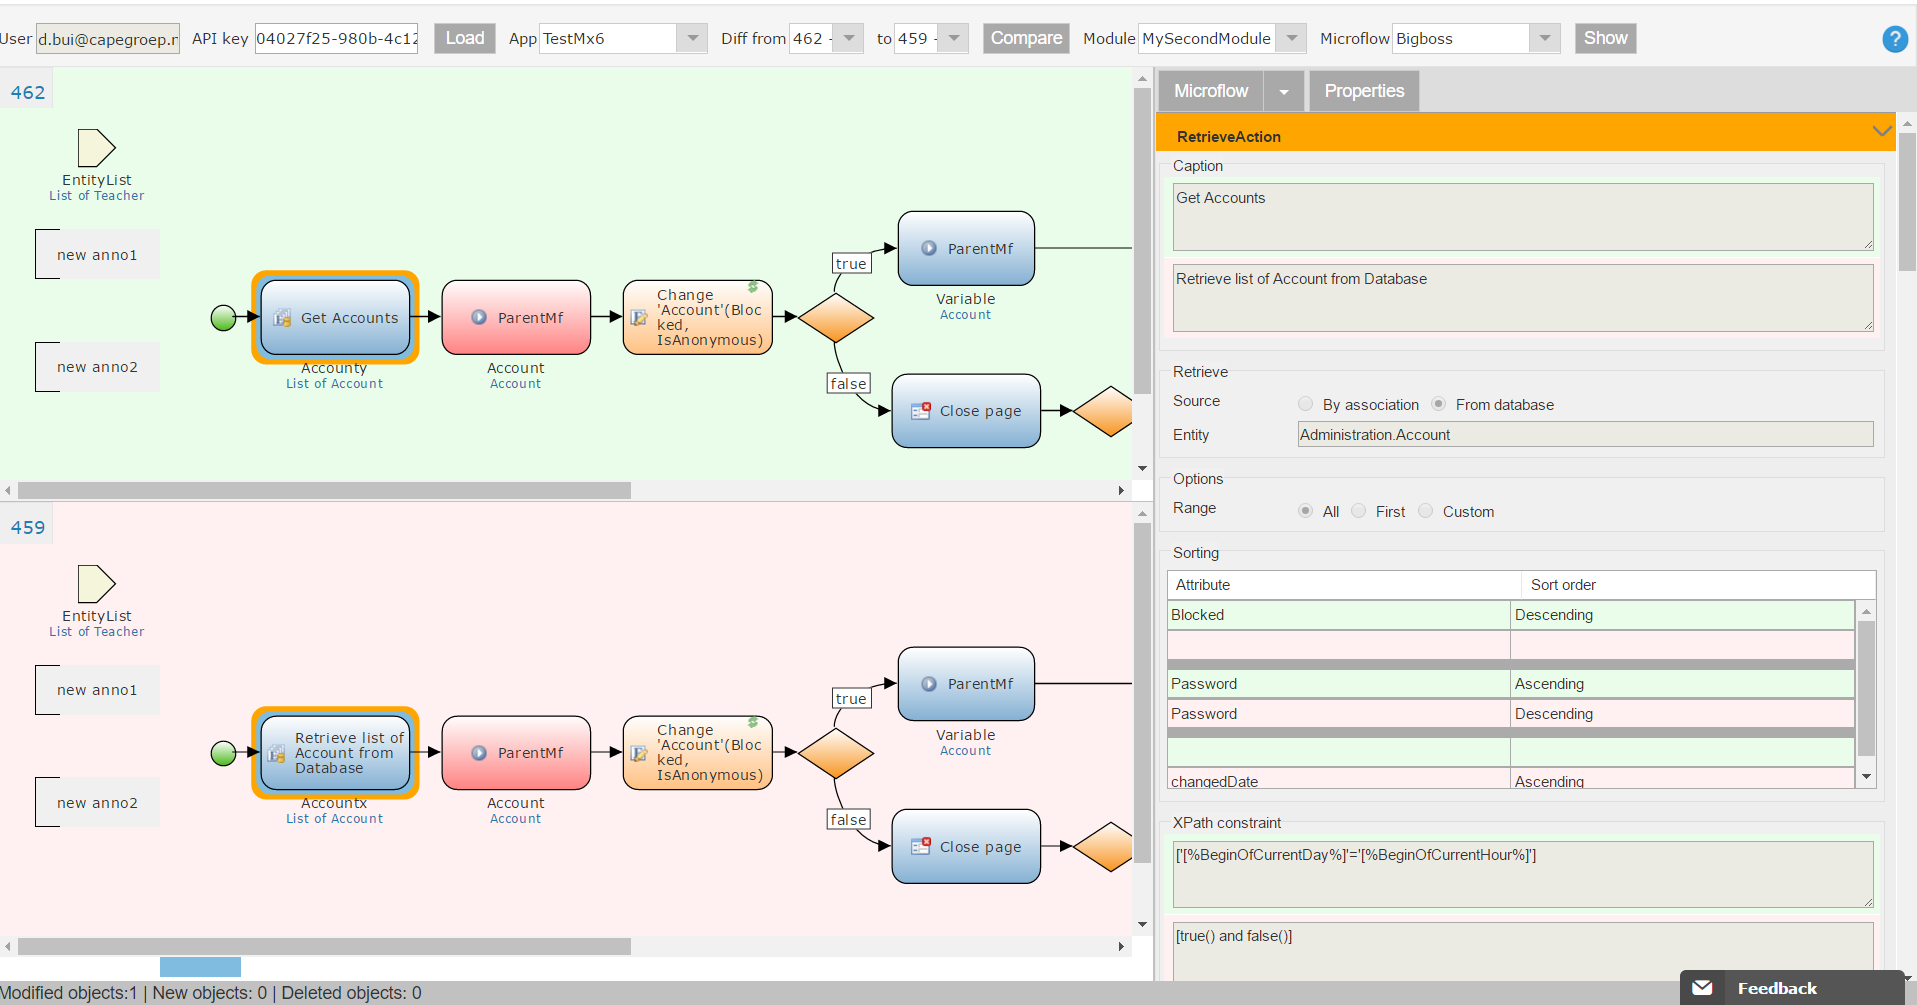 User d.bui@capegroep.r API key 04027f25-980b-4c12 Load App TestMx6 Diff from 462 - to 459 - Compare Module MySecondModule Microflow Bigboss Show ?
462
EntityList
List of Teacher
new anno1
new anno2
Get Accounts
Accounty
List of Account
ParentMf
Account
Account
Change
'Account'(Bloc
ked,
IsAnonymous)
true
ParentMf
Variable
Account
false
Close page
459
EntityList
List of Teacher
new anno1
new anno2
Retrieve list of
Account from
Database
Accountx
List of Account
ParentMf
Account
Account
Change
'Account'(Bloc
ked,
IsAnonymous)
true
ParentMf
Variable
Account
false
Close page
Modified objects:1 | New objects: 0 | Deleted objects: 0
Microflow Properties
RetrieveAction
Caption
Get Accounts
Retrieve list of Account from Database
Retrieve
Source By association From database
Entity Administration.Account
Options
Range All First Custom
Sorting
Attribute Sort order
Blocked Descending
Password Ascending
Password Descending
changedDate Ascending
XPath constraint
['[%BeginOfCurrentDay%]'='[%BeginOfCurrentHour%]']
[true() and false()]
Feedback